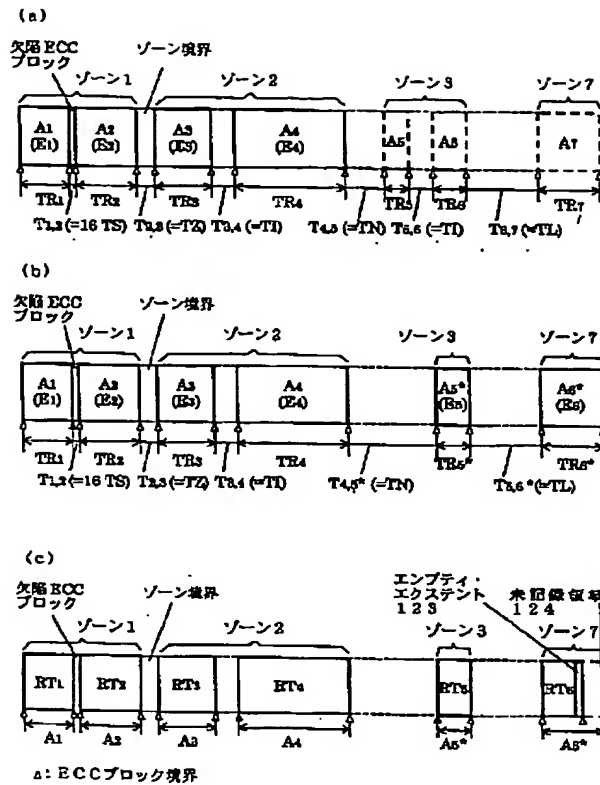 (a)
欠陥ECC
ブロック
ゾーン1
ゾーン境界
ゾーン2
ゾーン3
ゾーン7
A1
(E1)
A2
(E2)
A3
(E3)
A4
(E4)
A5
A6
A7
TR1
TR2
TR3
TR4
TR5
TR6
TR7
T1,2(=16 TS)
T2,3(=TZ)
T3,4(=TI)
T4,5(=TN)
T5,6(=TI)
T6,7(=TL)
(b)
欠陥ECC
ブロック
ゾーン1
ゾーン境界
ゾーン2
ゾーン3
ゾーン7
A1
(E1)
A2
(E2)
A3
(E3)
A4
(E4)
A5*
(E5)
A6*
(E6)
TR1
TR2
TR3
TR4
TR5*
TR6*
T1,2(=16 TS)
T2,3(=TZ)
T3,4(=TI)
T4,5*(=TN)
T5,6*(=TL)
(c)
欠陥ECC
ブロック
ゾーン1
ゾーン境界
ゾーン2
ゾーン3
エンプティ・
エクステント
123
未記録領域
124
ゾーン7
RT1
RT2
RT3
RT4
RT5
RT6
A1
A2
A3
A4
A5*
A6*
△:ECCブロック境界